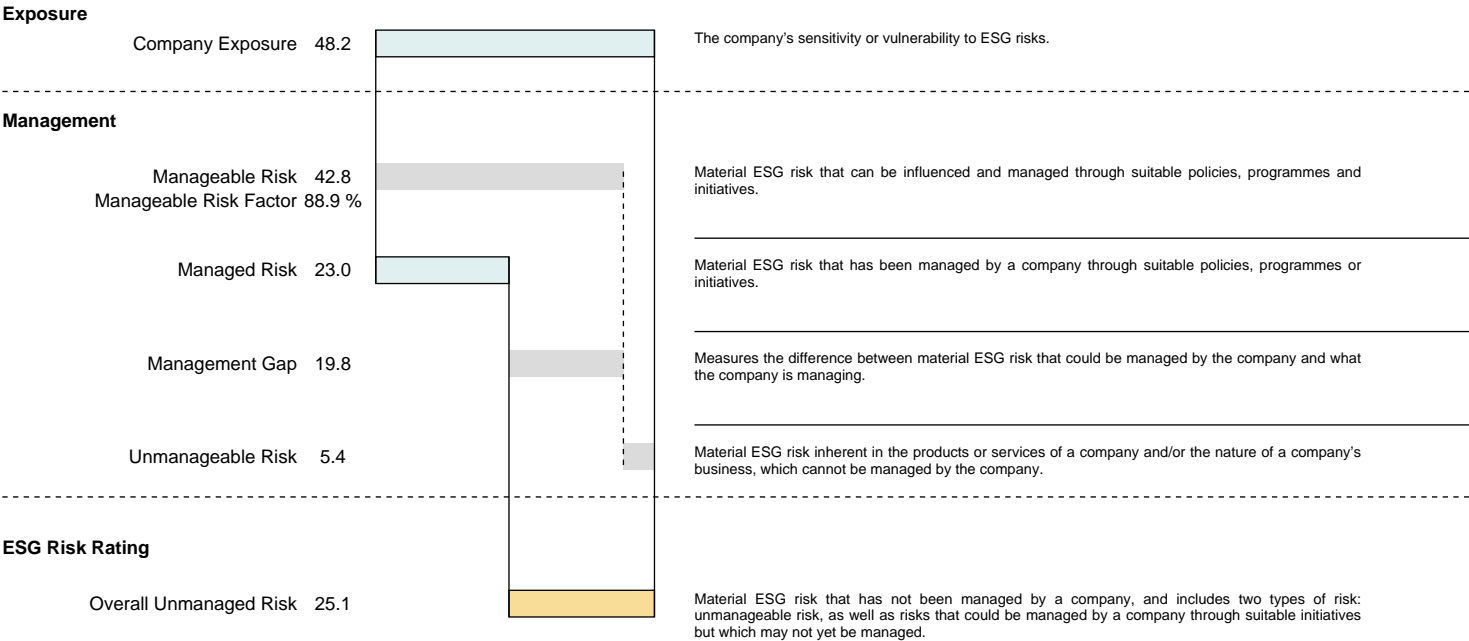 Exposure
Company Exposure 48.2
The company’s sensitivity or vulnerability to ESG risks.
Management
Manageable Risk 42.8
Manageable Risk Factor 88.9 %
Material ESG risk that can be influenced and managed through suitable policies, programmes and
initiatives.
Managed Risk 23.0
Material ESG risk that has been managed by a company through suitable policies, programmes or
initiatives.
Management Gap 19.8
Measures the difference between material ESG risk that could be managed by the company and what
the company is managing.
Unmanageable Risk 5.4
Material ESG risk inherent in the products or services of a company and/or the nature of a company’s
business, which cannot be managed by the company.
ESG Risk Rating
Overall Unmanaged Risk 25.1
Material ESG risk that has not been managed by a company, and includes two types of risk:
unmanageable risk, as well as risks that could be managed by a company through suitable initiatives
but which may not yet be managed.